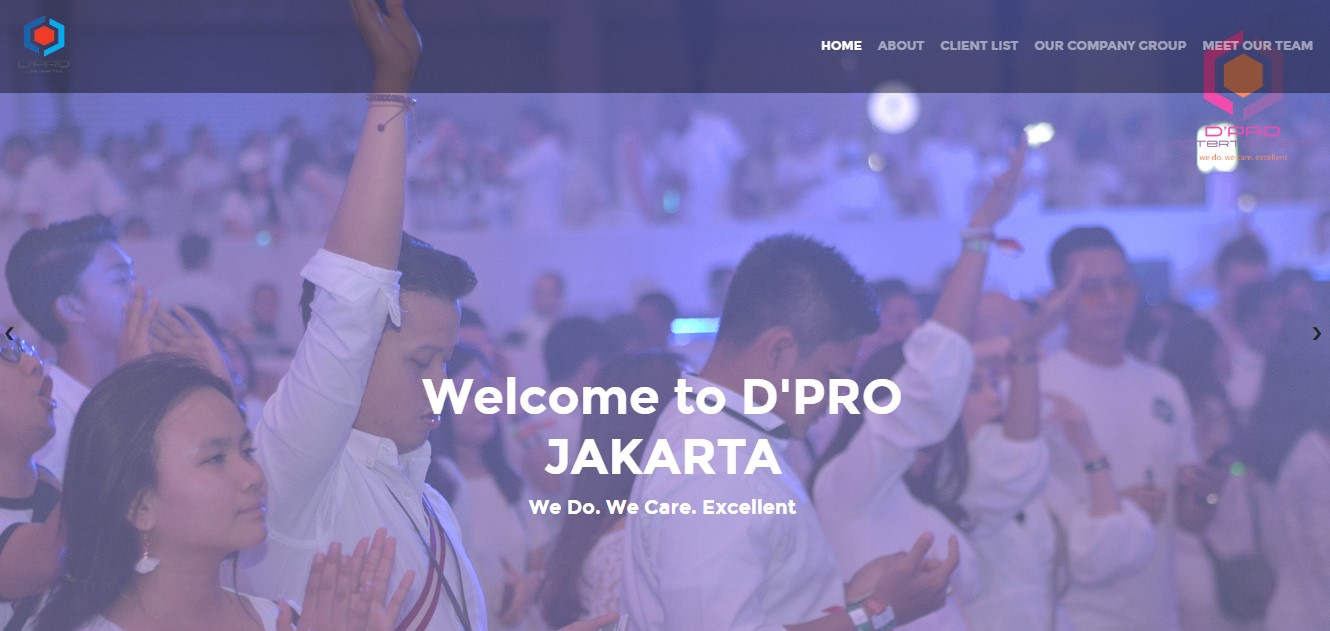 D'PRO
HOME
ABOUT
CLIENT LIST
OUR COMPANY GROUP
MEET OUR TEAM
D'PRO
we do. we care. excellent
Welcome to D'PRO
JAKARTA
We Do. We Care. Excellent